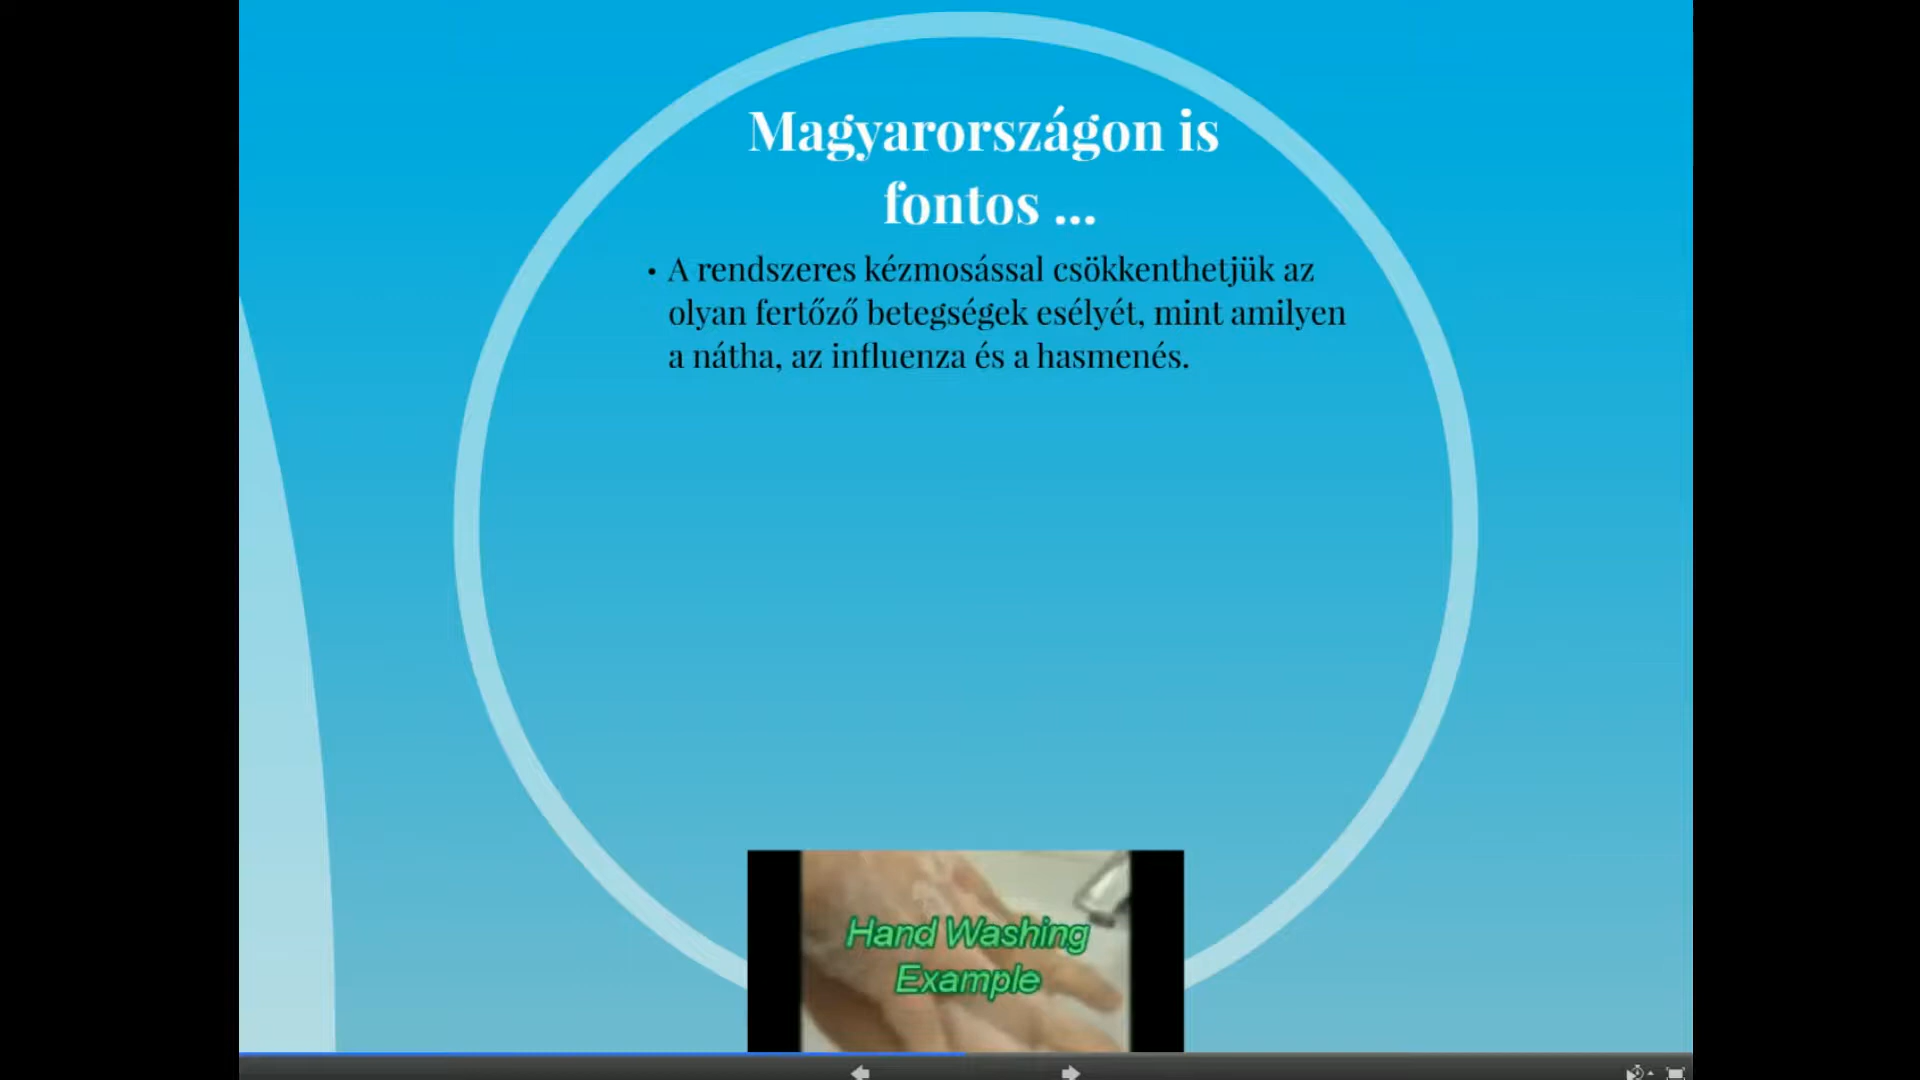 Magyarországon is
fontos ...
• A rendszeres kézmosással csökkenthetjük az
olyan fertőző betegségek esélyét, mint amilyen
a nátha, az influenza és a hasmenés.
Hand Washing
Example